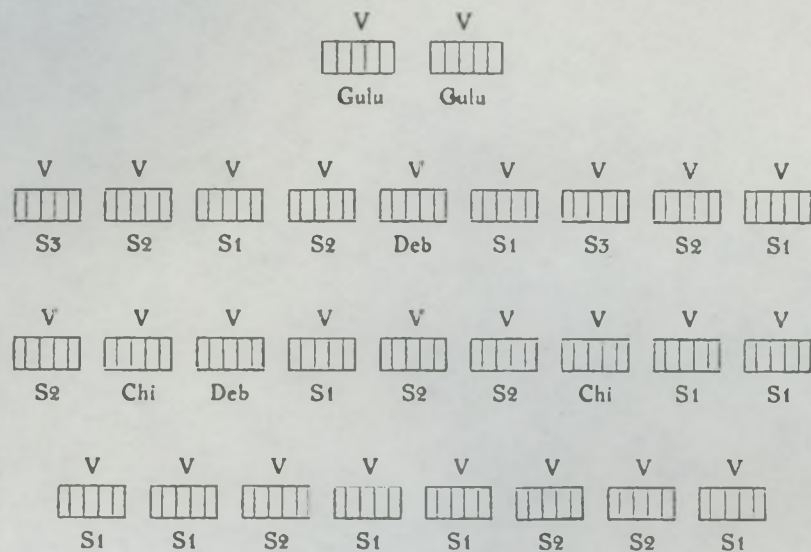 V V
Gulu Gulu
V V V V V V V V V
S3 S2 S1 S2 Deb S1 S3 S2 S1
V V V V V V V V V
S2 Chi Deb S1 S2 S2 Chi S1 S1
V V V V V V V V
S1 S1 S2 S1 S1 S2 S2 S1